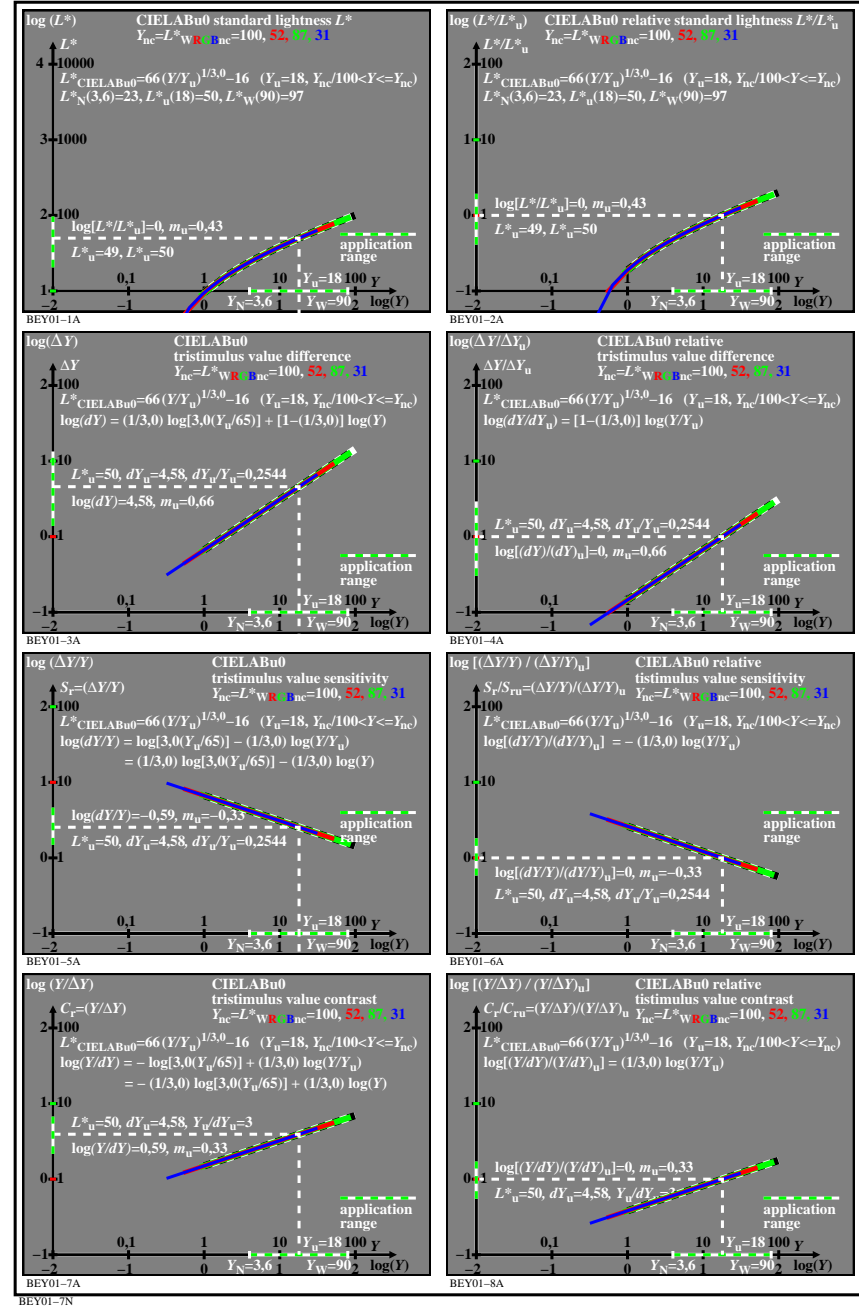 log (L*) CIELABu0 standard lightness L*
L* Ync=L*WRGBnc=100, 52, 87, 31
4 10000
L*CIELABu0=66(Y/Yu)1/3,0−16 (Yu=18, Ync/100<Y<=Ync)
L*N(3,6)=23, L*u(18)=50, L*W(90)=97
3 1000
2 100
log[L*/L*u]=0, mu=0,43
L*u=49, L*u=50
application
range
0,1 1 10 Yu=18 100 Y
1
−2 −1 0 YN=3,6 1 YW=90 2 log(Y)
BEY01−1A
log (L*/L*u) CIELABu0 relative standard lightness L*/L*u
L*/L*u Ync=L*WRGBnc=100, 52, 87, 31
2 100
L*CIELABu0=66(Y/Yu)1/3,0−16 (Yu=18, Ync/100<Y<=Ync)
L*N(3,6)=23, L*u(18)=50, L*W(90)=97
1 10
0 1
log[L*/L*u]=0, mu=0,43
L*u=49, L*u=50
application
range
0,1 1 10 Yu=18 100 Y
−1
−2 −1 0 YN=3,6 1 YW=90 2 log(Y)
BEY01−2A
log(ΔY) CIELABu0
tristimulus value difference
ΔY Ync=L*WRGBnc=100, 52, 87, 31
2 100
L*CIELABu0=66(Y/Yu)1/3,0−16 (Yu=18, Ync/100<Y<=Ync)
log(dY) = (1/3,0) log[3,0(Yu/65)] + [1−(1/3,0)] log(Y)
1 10
L*u=50, dYu=4,58, dYu/Yu=0,2544
log(dY)=4,58, mu=0,66
0 1
application
range
0,1 1 10 Yu=18 100 Y
−1
−2 −1 0 YN=3,6 1 YW=90 2 log(Y)
BEY01−3A
log(ΔY/ΔYu) CIELABu0 relative
tristimulus value difference
ΔY/ΔYu Ync=L*WRGBnc=100, 52, 87, 31
2 100
L*CIELABu0=66(Y/Yu)1/3,0−16 (Yu=18, Ync/100<Y<=Ync)
log(dY/dYu) = [1−(1/3,0)] log(Y/Yu)
1 10
L*u=50, dYu=4,58, dYu/Yu=0,2544
0 1
log[(dY)/(dY)u]=0, mu=0,66
application
range
0,1 1 10 Yu=18 100 Y
−1
−2 −1 0 YN=3,6 1 YW=90 2 log(Y)
BEY01−4A
log (ΔY/Y) CIELABu0
tristimulus value sensitivity
Sr=(ΔY/Y) Ync=L*WRGBnc=100, 52, 87, 31
2 100
L*CIELABu0=66(Y/Yu)1/3,0−16 (Yu=18, Ync/100<Y<=Ync)
log(dY/Y) = log[3,0(Yu/65)] − (1/3,0) log(Y/Yu)
= (1/3,0) log[3,0(Yu/65)] − (1/3,0) log(Y)
1 10
log(dY/Y)=−0,59, mu=−0,33
L*u=50, dYu=4,58, dYu/Yu=0,2544
application
range
0 1
0,1 1 10 Yu=18 100 Y
−1
−2 −1 0 YN=3,6 1 YW=90 2 log(Y)
BEY01−5A
log [(ΔY/Y) / (ΔY/Y)u] CIELABu0 relative
tistimulus value sensitivity
Sr/Sru=(ΔY/Y)/(ΔY/Y)u Ync=L*WRGBnc=100, 52, 87, 31
2 100
L*CIELABu0=66(Y/Yu)1/3,0−16 (Yu=18, Ync/100<Y<=Ync)
log[(dY/Y)/(dY/Y)u] = − (1/3,0) log(Y/Yu)
1 10
application
range
0 1
log[(dY/Y)/(dY/Y)u]=0, mu=−0,33
L*u=50, dYu=4,58, dYu/Yu=0,2544
0,1 1 10 Yu=18 100 Y
−1
−2 −1 0 YN=3,6 1 YW=90 2 log(Y)
BEY01−6A
log (Y/ΔY) CIELABu0
tristimulus value contrast
Cr=(Y/ΔY) Ync=L*WRGBnc=100, 52, 87, 31
2 100
L*CIELABu0=66(Y/Yu)1/3,0−16 (Yu=18, Ync/100<Y<=Ync)
log(Y/dY) = − log[3,0(Yu/65)] + (1/3,0) log(Y/Yu)
= − (1/3,0) log[3,0(Yu/65)] + (1/3,0) log(Y)
1 10
L*u=50, dYu=4,58, Yu/dYu=3
log(Y/dY)=0,59, mu=0,33
0 1
application
range
0,1 1 10 Yu=18 100 Y
−1
−2 −1 0 YN=3,6 1 YW=90 2 log(Y)
BEY01−7A
log [(Y/ΔY) / (Y/ΔY)u] CIELABu0 relative
tistimulus value contrast
Cr/Cru=(Y/ΔY)/(Y/ΔY)u Ync=L*WRGBnc=100, 52, 87, 31
2 100
L*CIELABu0=66(Y/Yu)1/3,0−16 (Yu=18, Ync/100<Y<=Ync)
log[(Y/dY)/(Y/dY)u] = (1/3,0) log(Y/Yu)
1 10
log[(Y/dY)/(Y/dY)u]=0, mu=0,33
0 1
L*u=50, dYu=4,58, Yu/dY
application
range
0,1 1 10 Yu=18 100 Y
−1
−2 −1 0 YN=3,6 1 YW=90 2 log(Y)
BEY01−8A
BEY01−7N